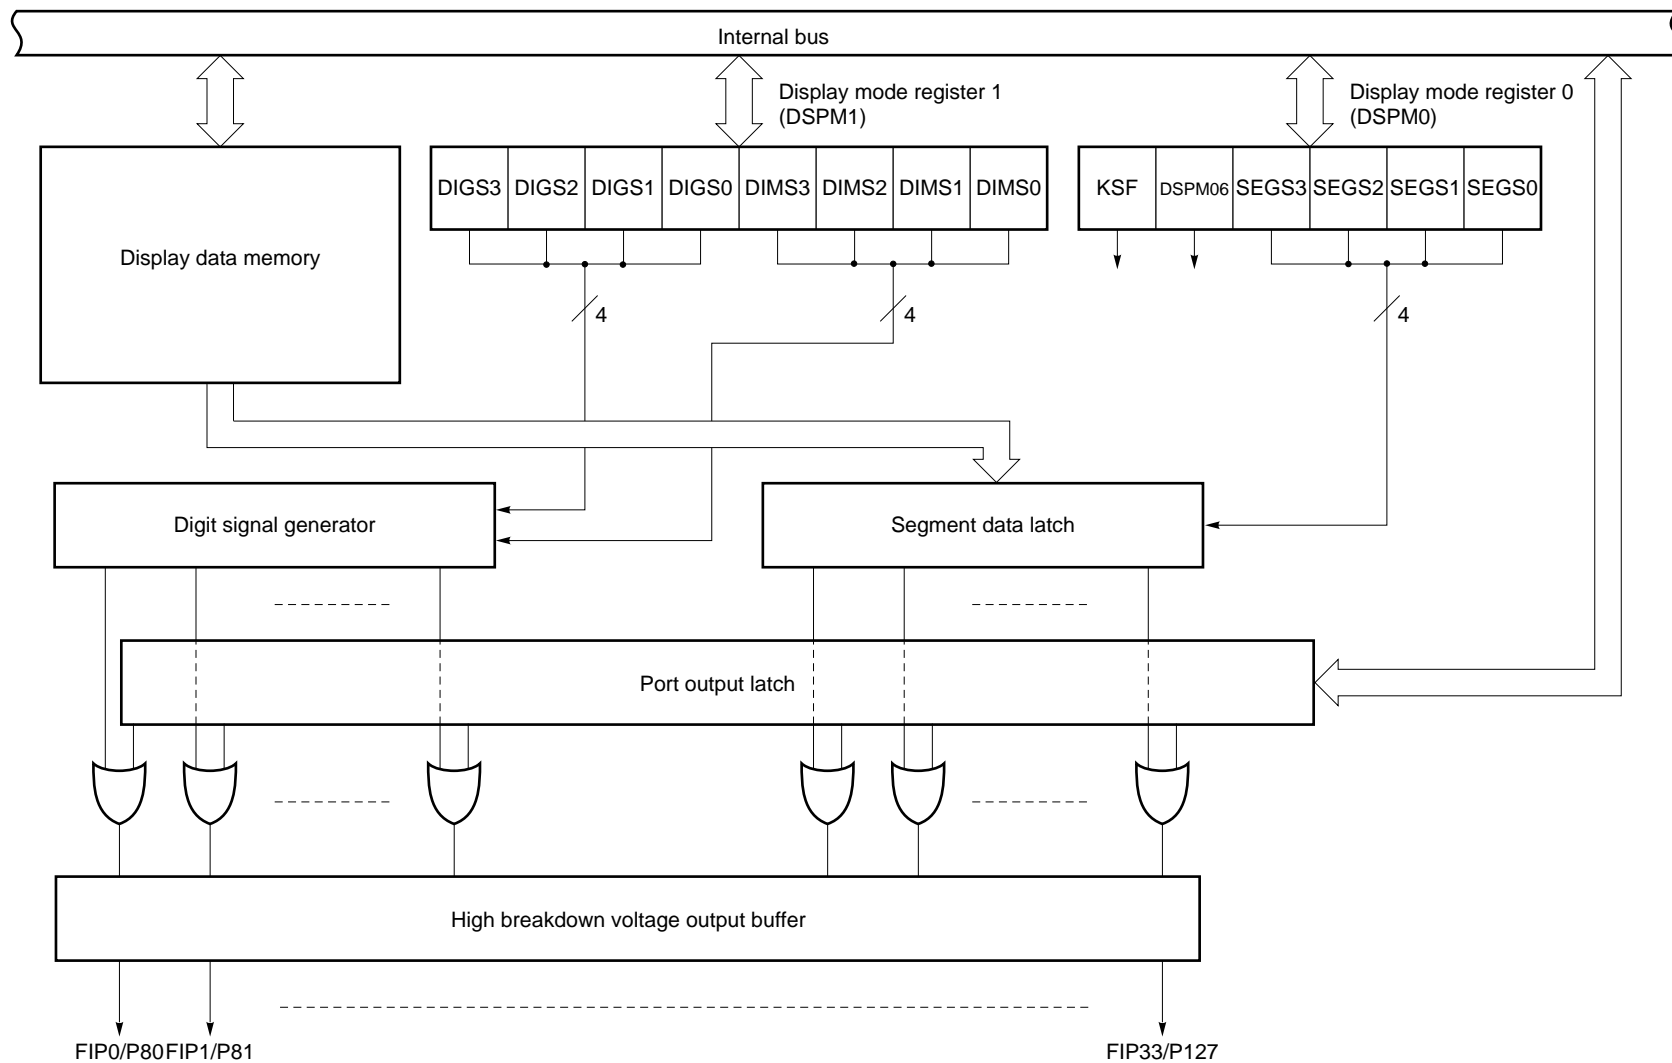 Internal bus
Display mode register 1
(DSPM1)
Display mode register 0
(DSPM0)
DIGS3 DIGS2 DIGS1 DIGS0 DIMS3 DIMS2 DIMS1 DIMS0
KSF DSPM06 SEGS3 SEGS2 SEGS1 SEGS0
Display data memory
4
4
4
Digit signal generator
Segment data latch
Port output latch
High breakdown voltage output buffer
FIP0/P80 FIP1/P81
FIP33/P127